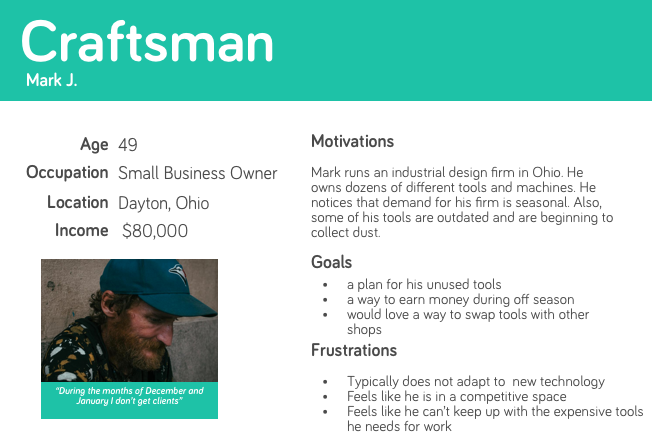 Craftsman
Mark J.
Age 49
Occupation Small Business Owner
Location Dayton, Ohio
Income $80,000
"During the months of December and
January I don't get clients"
Motivations
Mark runs an industrial design firm in Ohio. He
owns dozens of different tools and machines. He
notices that demand for his firm is seasonal. Also,
some of his tools are outdated and are beginning to
collect dust.
Goals
• a plan for his unused tools
• a way to earn money during off season
• would love a way to swap tools with other
shops
Frustrations
• Typically does not adapt to new technology
• Feels like he is in a competitive space
• Feels like he can't keep up with the expensive tools
he needs for work